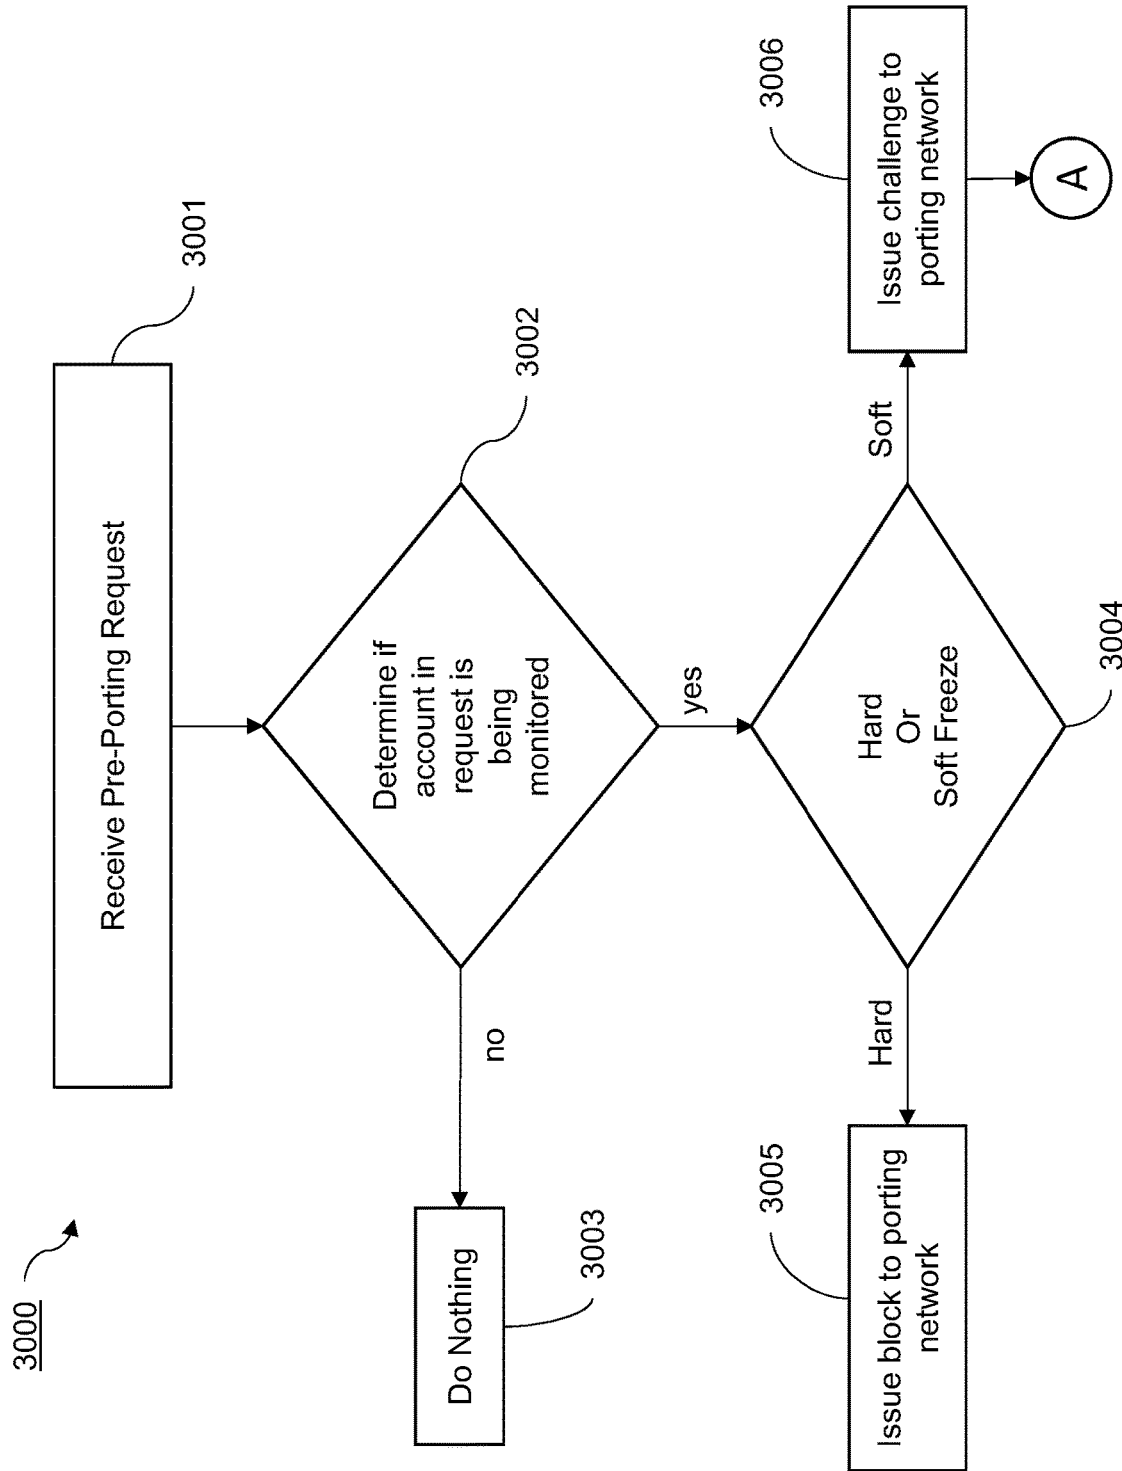 3000
Receive Pre-Porting Request
3001
Determine if
account in
request is
being
monitored
3002
no
Do Nothing
3003
yes
Hard
Or
Soft Freeze
3004
Hard
Issue block to porting
network
3005
Soft
Issue challenge to
porting network
3006
A